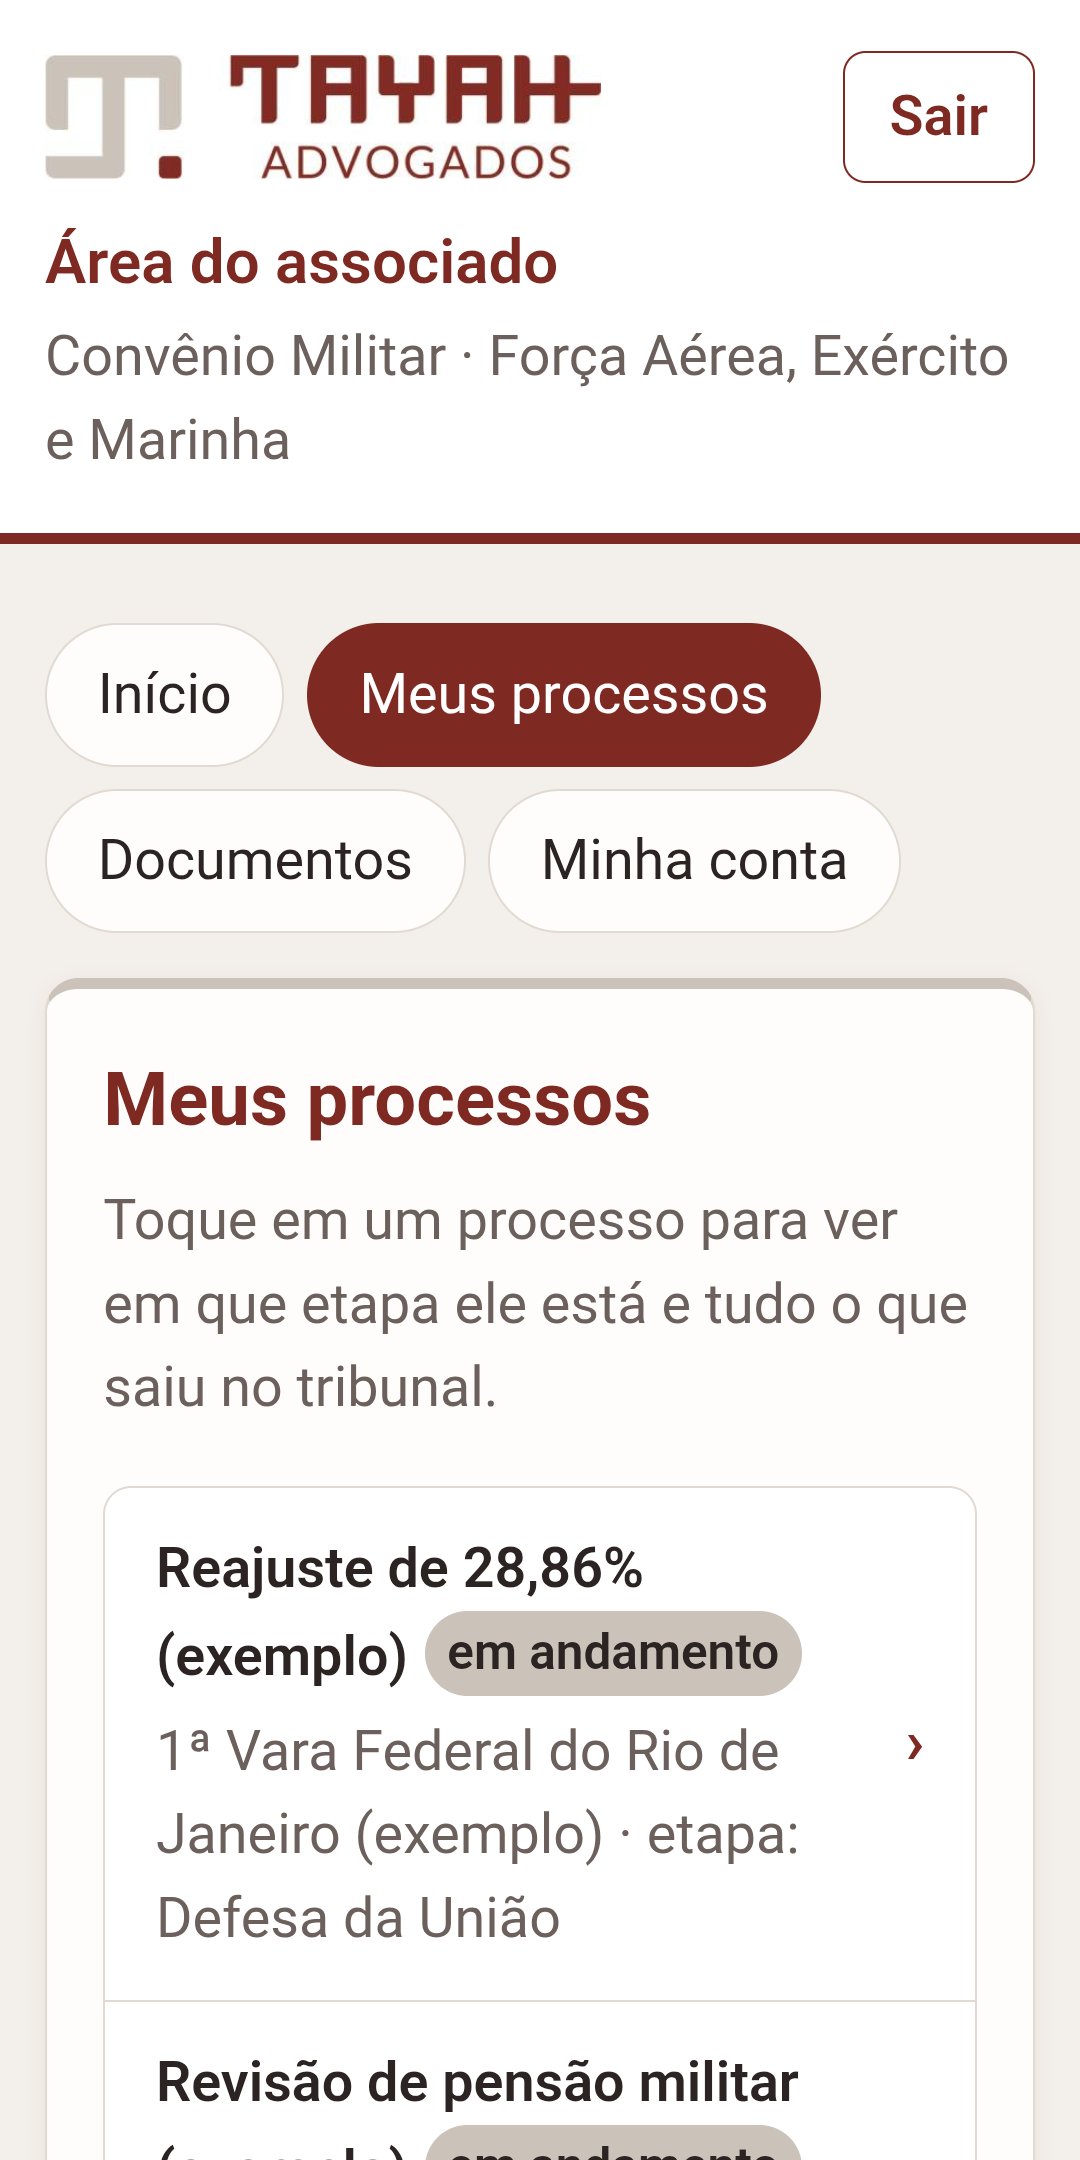 TAYAH
ADVOGADOS
Sair
Área do associado
Convênio Militar · Força Aérea, Exército
e Marinha
Início
Meus processos
Documentos
Minha conta
Meus processos
Toque em um processo para ver
em que etapa ele está e tudo o que
saiu no tribunal.
Reajuste de 28,86%
(exemplo) em andamento
1ª Vara Federal do Rio de
Janeiro (exemplo) · etapa:
Defesa da União
›
Revisão de pensão militar
(exemplo) em andamento